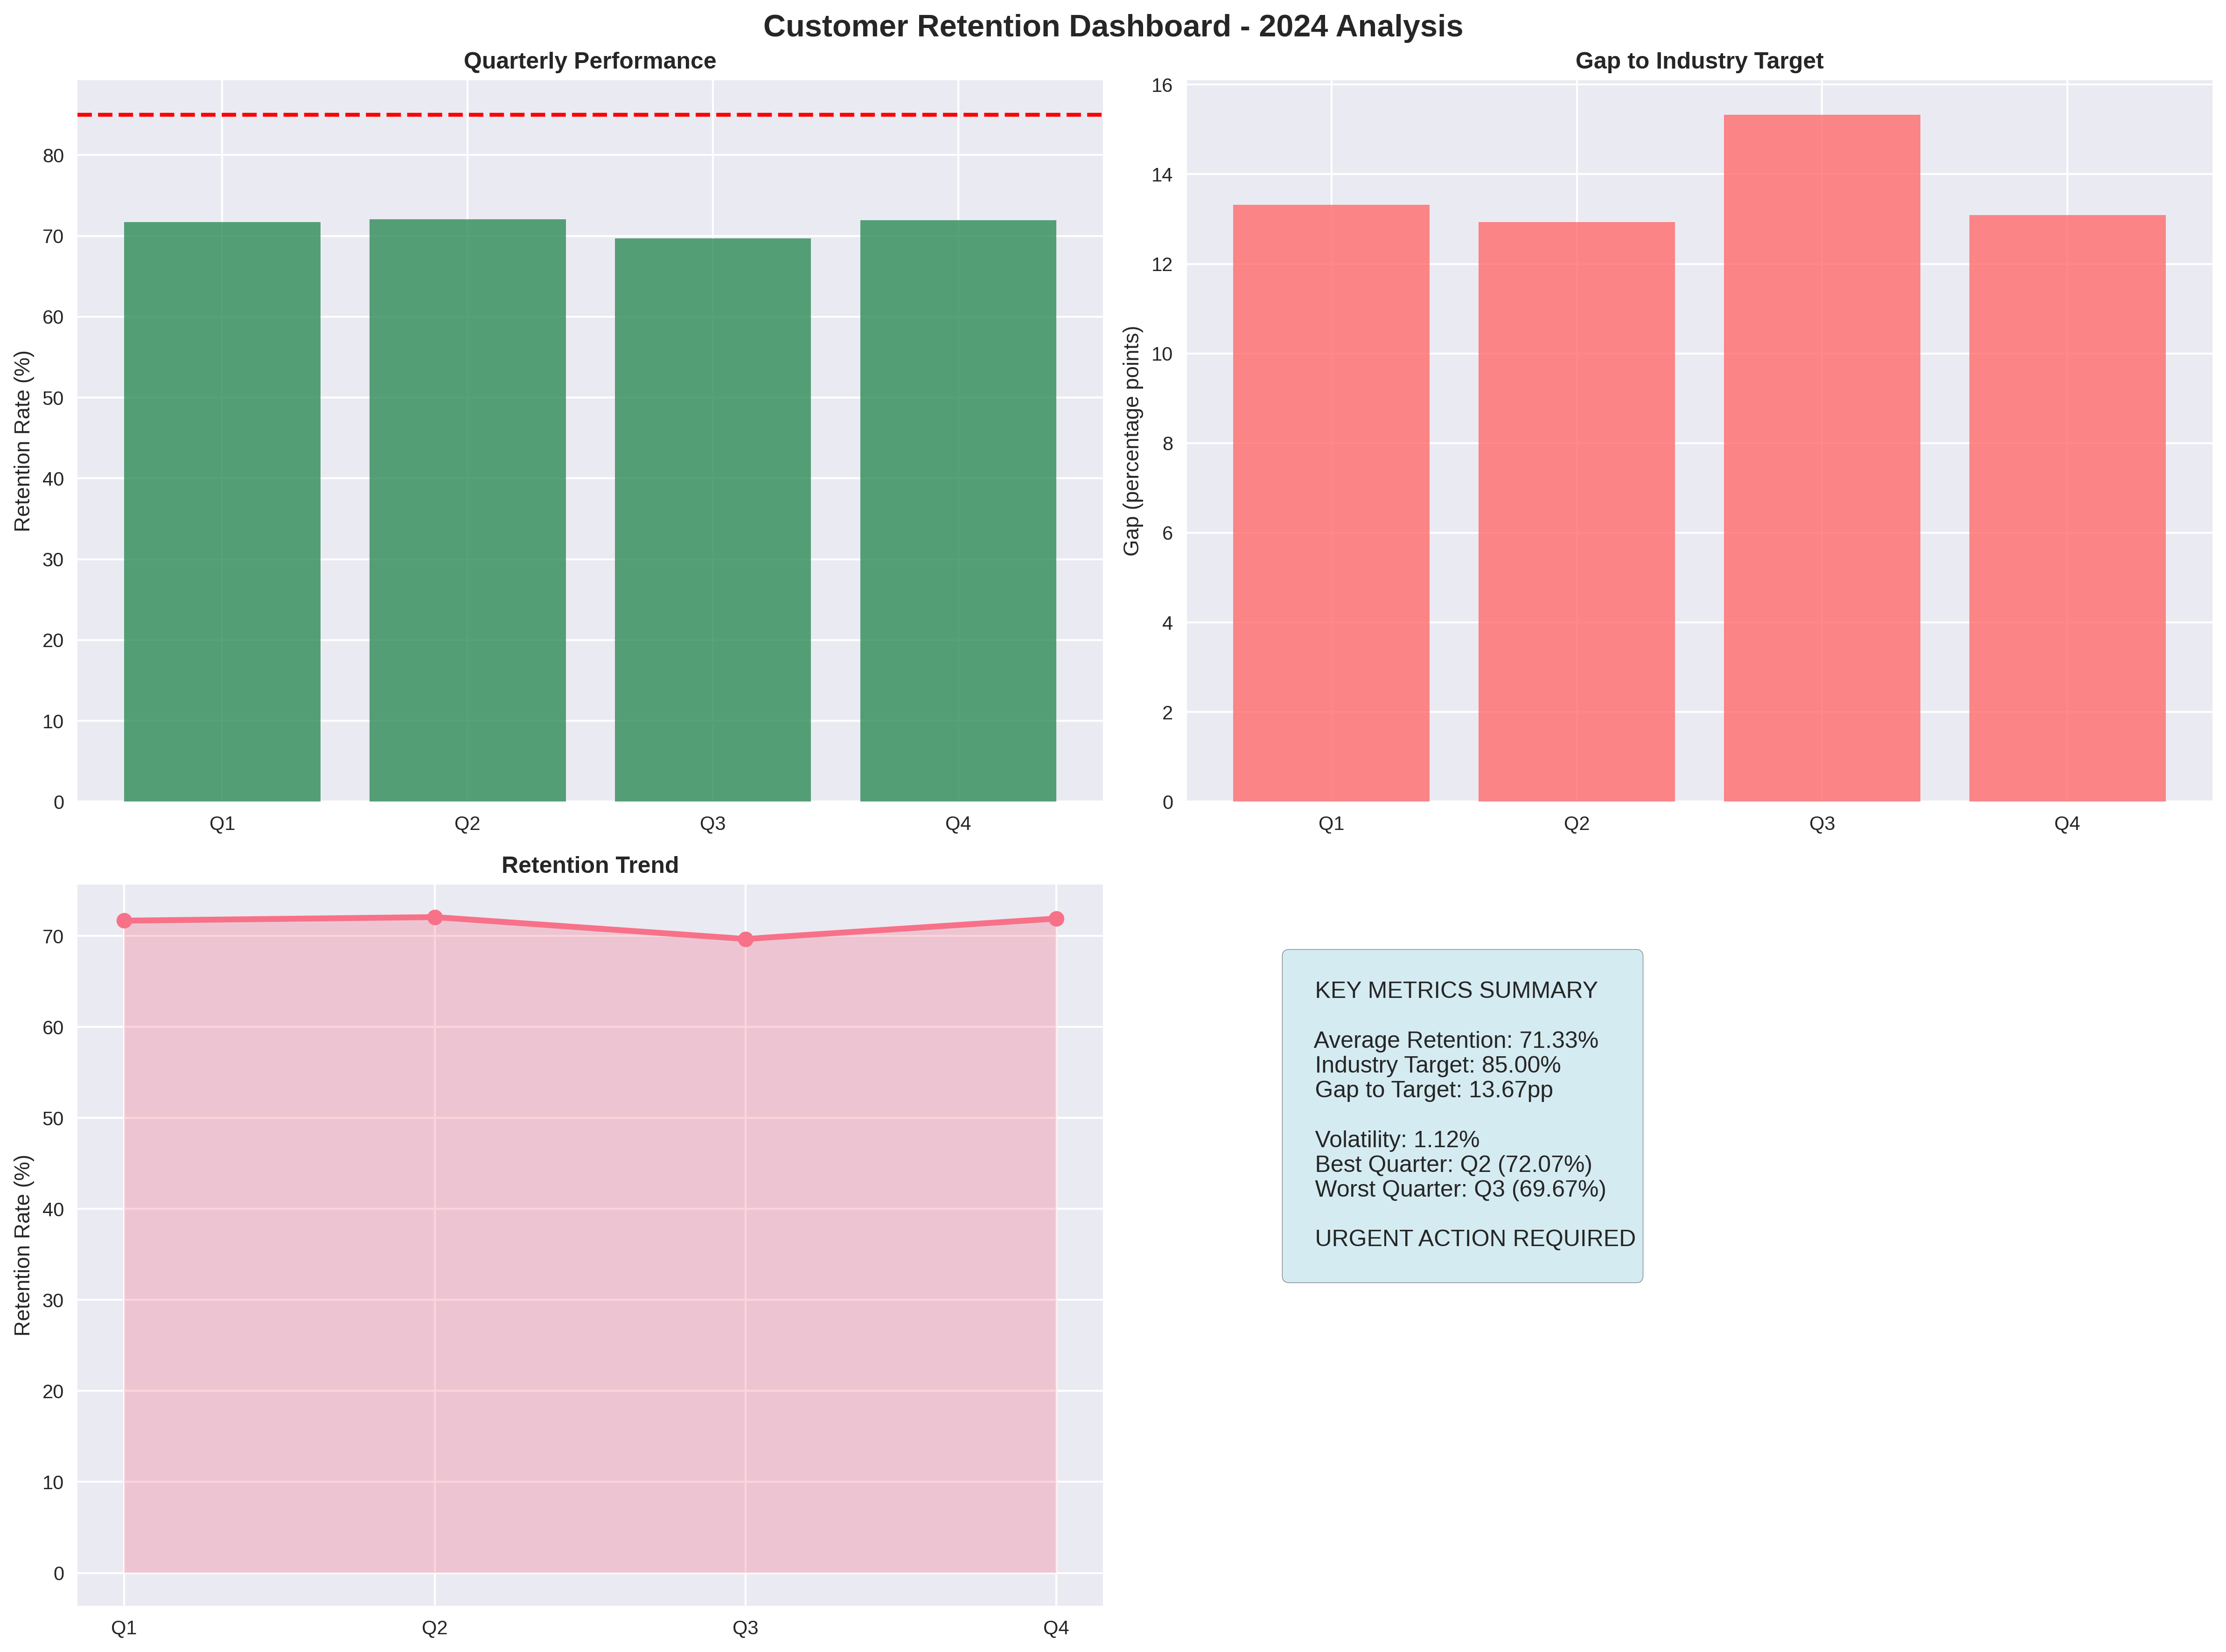 Customer Retention Dashboard - 2024 Analysis
Quarterly Performance
Retention Rate (%)
80
70
60
50
40
30
20
10
0
Q1
Q2
Q3
Q4
Gap to Industry Target
Gap (percentage points)
16
14
12
10
8
6
4
2
0
Q1
Q2
Q3
Q4
Retention Trend
Retention Rate (%)
70
60
50
40
30
20
10
0
Q1
Q2
Q3
Q4
KEY METRICS SUMMARY
Average Retention: 71.33%
Industry Target: 85.00%
Gap to Target: 13.67pp
Volatility: 1.12%
Best Quarter: Q2 (72.07%)
Worst Quarter: Q3 (69.67%)
URGENT ACTION REQUIRED